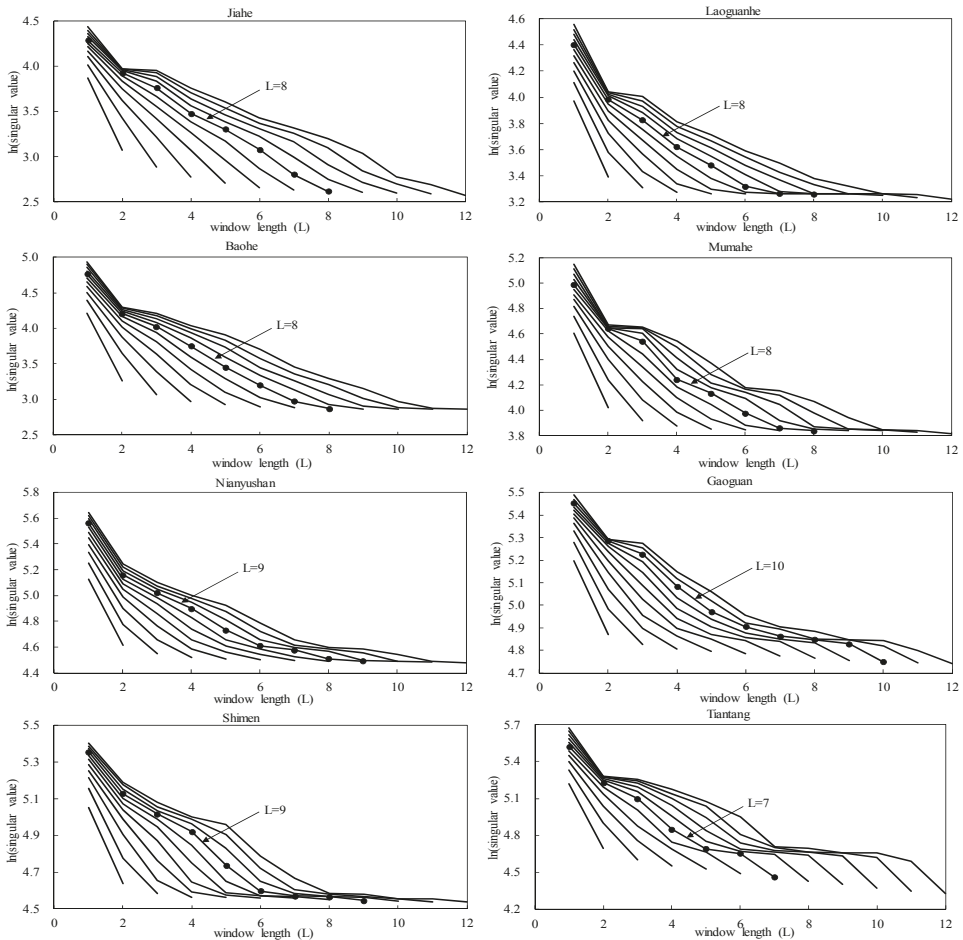 Jiahe
4.5
4.0
3.5
3.0
2.5
ln(singular value)
L=8
0 2 4 6 8 10 12
window length (L)
Laoguanhe
4.6
4.4
4.2
4.0
3.8
3.6
3.4
3.2
ln(singular value)
L=8
0 2 4 6 8 10 12
window length (L)
Baohe
5.0
4.5
4.0
3.5
3.0
2.5
ln(singular value)
L=8
0 2 4 6 8 10 12
window length (L)
Mumahe
5.2
5.0
4.8
4.6
4.4
4.2
4.0
3.8
ln(singular value)
L=8
0 2 4 6 8 10 12
window length (L)
Nianyushan
5.8
5.6
5.4
5.2
5.0
4.8
4.6
4.4
ln(singular value)
L=9
0 2 4 6 8 10 12
window length (L)
Gaoguan
5.5
5.4
5.3
5.2
5.1
5.0
4.9
4.8
4.7
ln(singular value)
L=10
0 2 4 6 8 10 12
window length (L)
Shimen
5.5
5.3
5.1
4.9
4.7
4.5
ln(singular value)
L=9
0 2 4 6 8 10 12
window length (L)
Tiantang
5.7
5.4
5.1
4.8
4.5
4.2
ln(singular value)
L=7
0 2 4 6 8 10 12
window length (L)